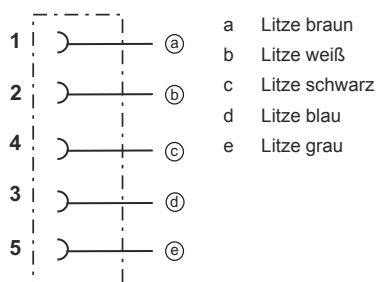 1 a
2 b
4 c
3 d
5 e
a Litze braun
b Litze weiß
c Litze schwarz
d Litze blau
e Litze grau